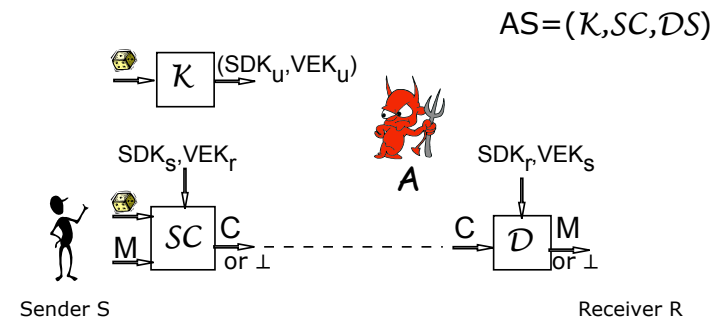 AS=(K,SC,DS)
K (SDKu,VEKu)
A
SDKs,VEKr SDKr,VEKs
M SC C or ⊥ C D M or ⊥
Sender S Receiver R